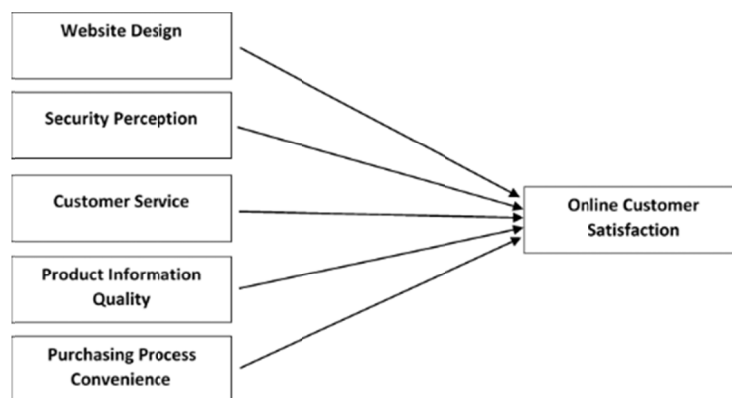 Website Design
Security Perception
Customer Service
Product Information
Quality
Purchasing Process
Convenience
Online Customer
Satisfaction